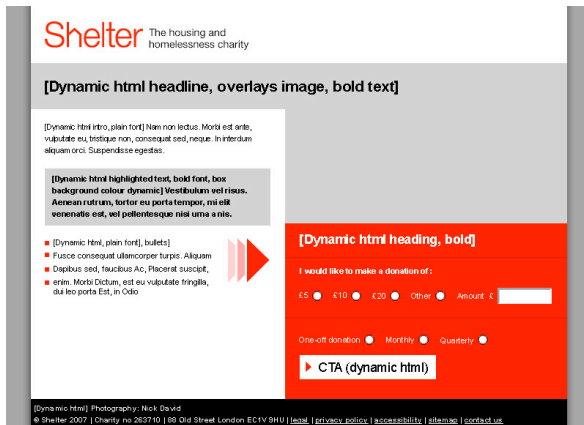 Shelter The housing and
homelessness charity
[Dynamic html headline, overlays image, bold text]
[Dynamic html intro, plain font] Nam non lectus. Morbi est ante,
vulputate eu, tristique non, consequat sed, neque. In interdum
aliquam orci. Suspendisse egestas.
[Dynamic html highlighted text, bold font, box
background colour dynamic] Vestibulum vel risus.
Aenean rutrum, tortor eu porta tempor, mi elit
venenatis est, vel pellentesque nisi urna a nis.
[Dynamic html, plain font], bullets]
Fusce consequat ullamcorper turpis. Aliquam
Dapibus sed, faucibus Ac, Placerat suscipit,
enim. Morbi Dictum, est eu vulputate fringilla,
dui leo porta Est, in Odio
[Dynamic html heading, bold]
I would like to make a donation of:
£5 £10 £20 Other Amount £
One-off donation Monthly Quarterly
CTA (dynamic html)
[Dynamic html] Photography: Nick David
© Shelter 2007 | Charity no 263710 | 88 Old Street London EC1V 9HU | legal | privacy policy | accessibility | sitemap | contact us